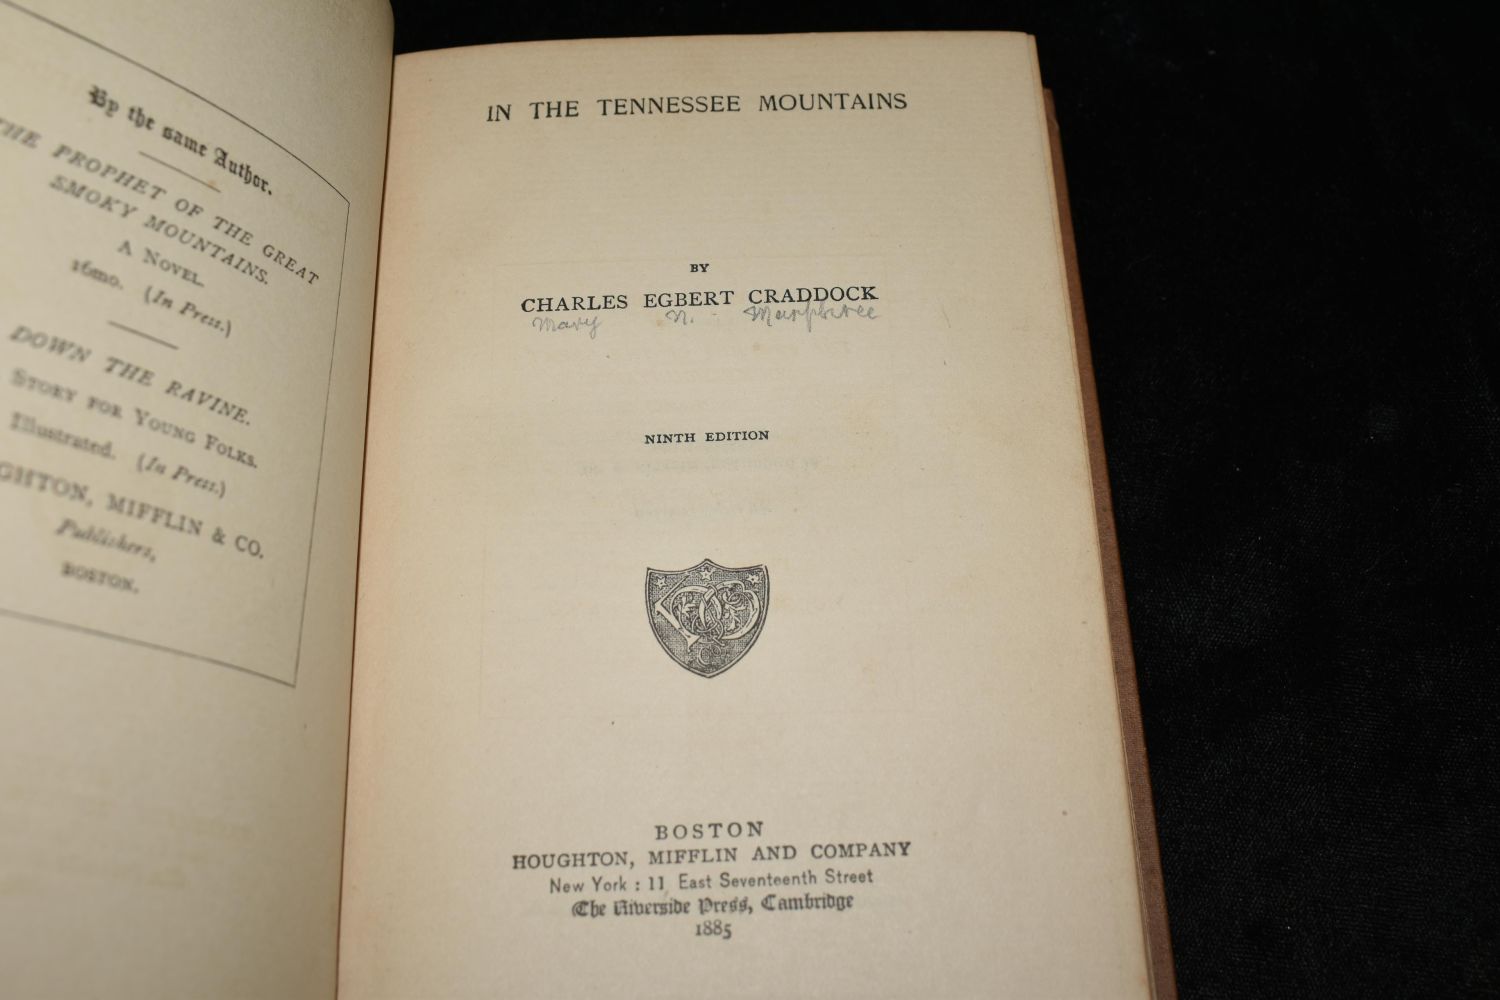 By the same Author.
THE PROPHET OF THE GREAT
SMOKY MOUNTAINS.
A NOVEL.
16mo. (In Press.)
DOWN THE RAVINE.
STORY FOR YOUNG FOLKS.
Illustrated. (In Press.)
GHTON, MIFFLIN & CO.
Publishers,
BOSTON.
IN THE TENNESSEE MOUNTAINS
BY
CHARLES EGBERT CRADDOCK
Mary N. Murphree
NINTH EDITION
BOSTON
HOUGHTON, MIFFLIN AND COMPANY
New York: 11 East Seventeenth Street
The Riverside Press, Cambridge
1885